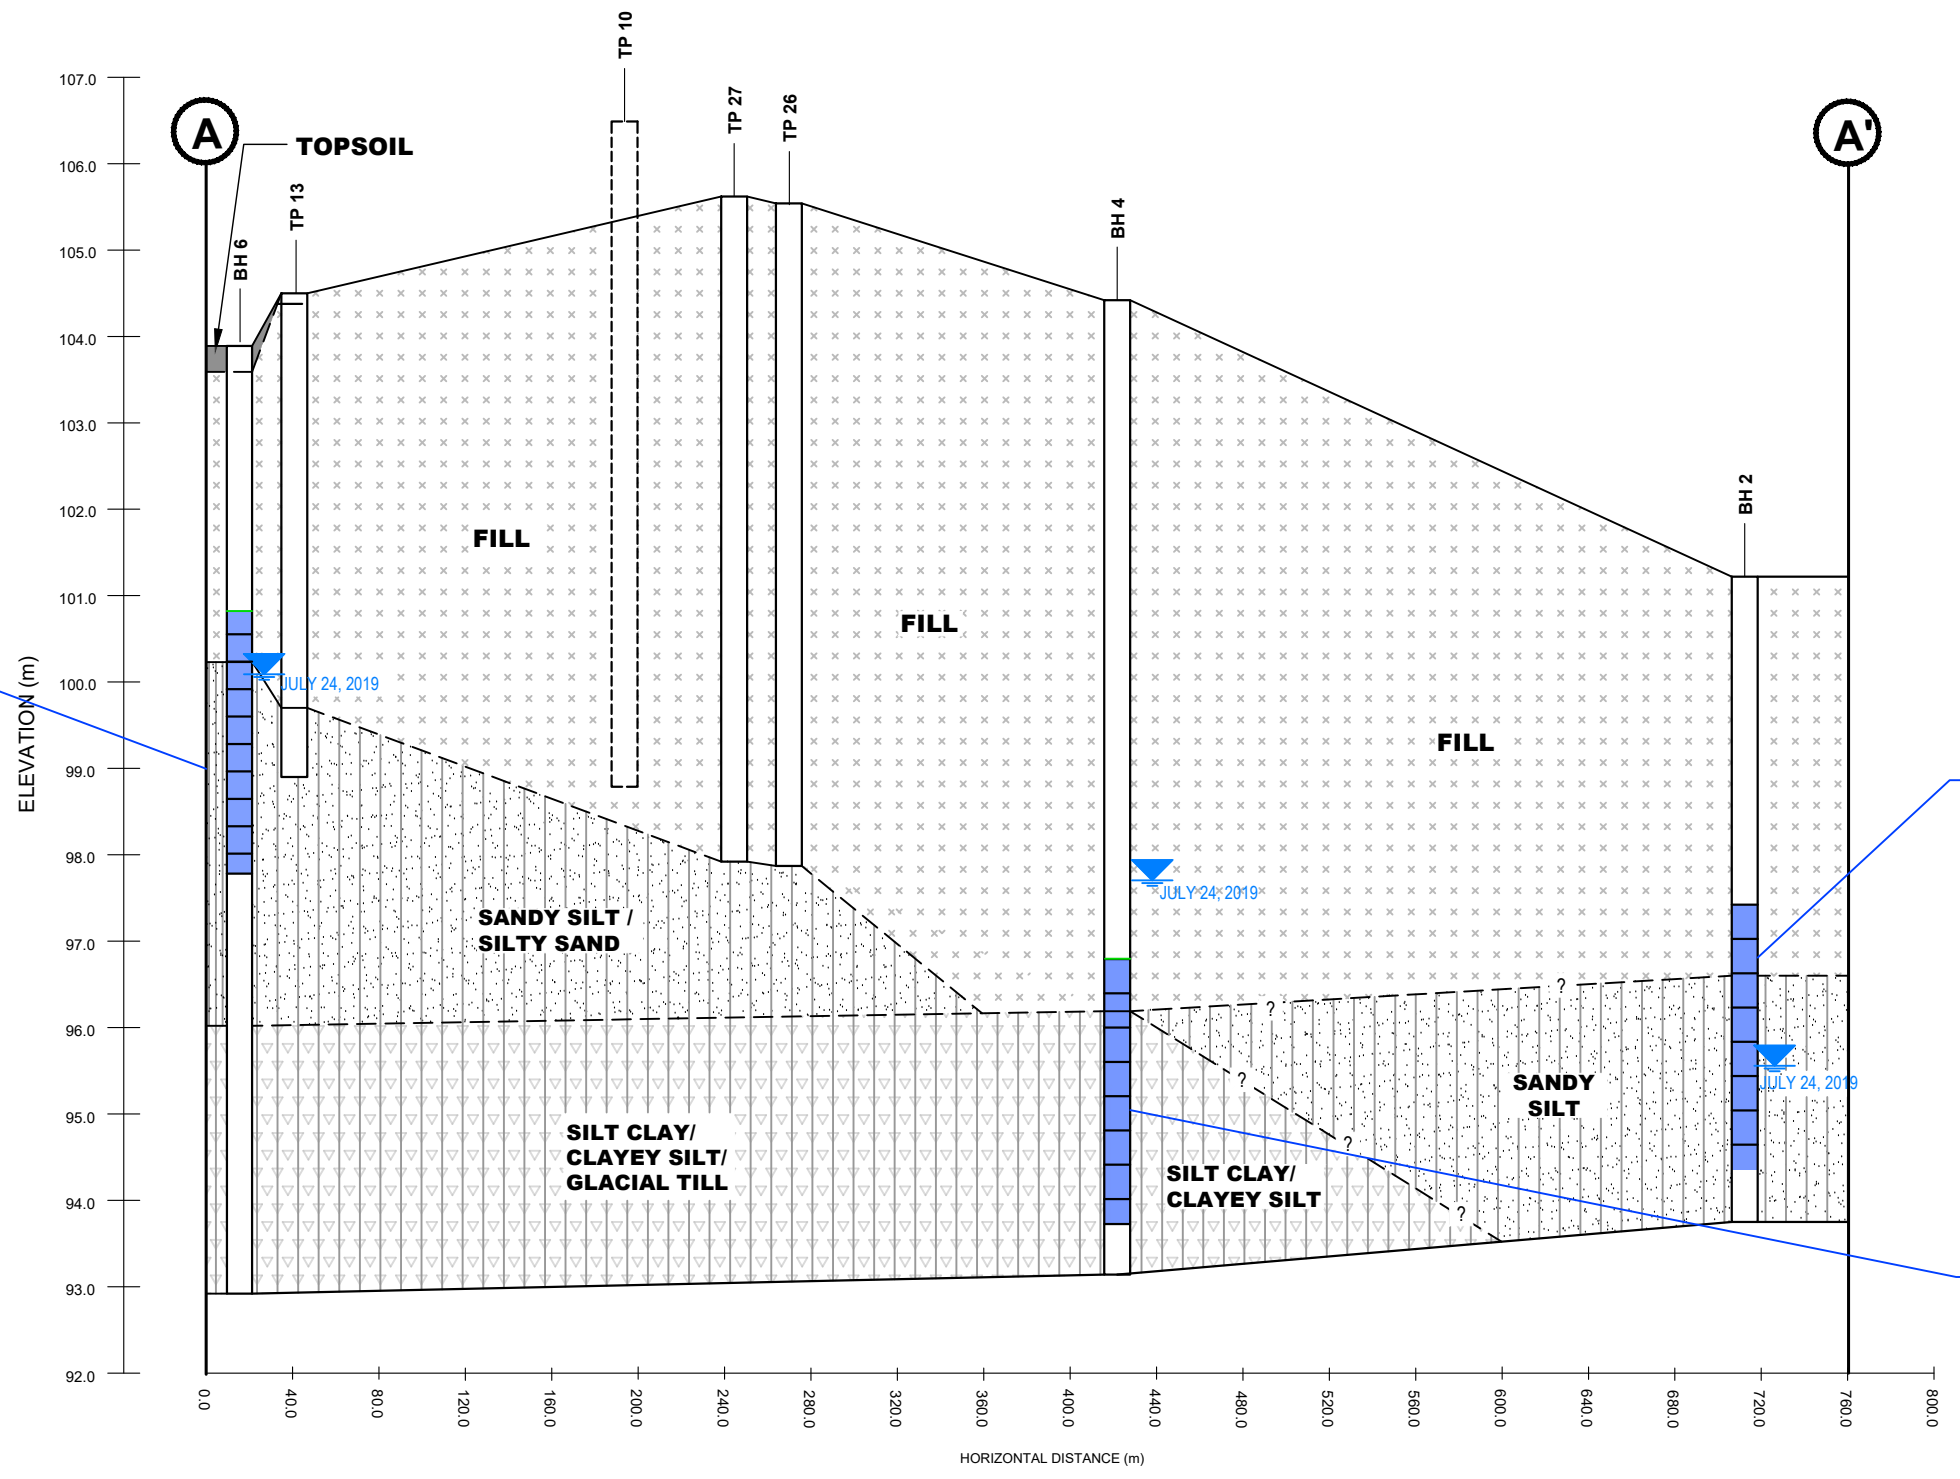 TP 10
107.0
TP 27
TP 26
A
A'
TOPSOIL
106.0
TP 13
BH 4
BH 6
105.0
104.0
103.0
102.0
BH 2
FILL
101.0
FILL
100.0
JULY 24, 2019
ELEVATION (m)
FILL
99.0
98.0
JULY 24, 2019
SANDY SILT /
SILTY SAND
97.0
?
?
96.0
?
SANDY
SILT
JULY 24, 2019
95.0
SILT CLAY/
CLAYEY SILT/
GLACIAL TILL
?
SILT CLAY/
CLAYEY SILT
94.0
?
93.0
92.0
0.0
40.0
80.0
120.0
160.0
200.0
240.0
280.0
320.0
360.0
400.0
440.0
480.0
520.0
560.0
600.0
640.0
680.0
720.0
760.0
800.0
HORIZONTAL DISTANCE (m)